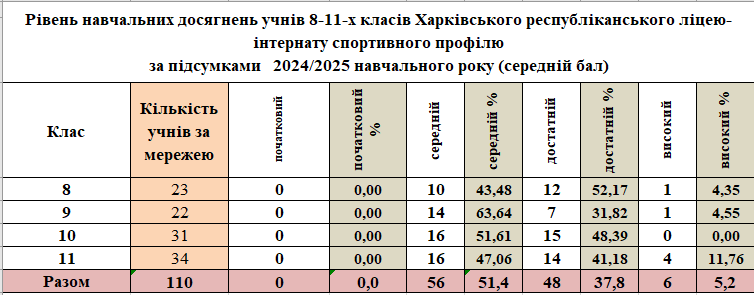 Рівень навчальних досягнень учнів 8-11-х класів Харківського республіканського ліцею-
інтернату спортивного профілю
за підсумками 2024/2025 навчального року (середній бал)
Клас Кількість учнів за мережею початковий початковий % середній середній % достатній достатній % високий високий %
8 23 0 0,00 10 43,48 12 52,17 1 4,35
9 22 0 0,00 14 63,64 7 31,82 1 4,55
10 31 0 0,00 16 51,61 15 48,39 0 0,00
11 34 0 0,00 16 47,06 14 41,18 4 11,76
Разом 110 0 0,0 56 51,4 48 37,8 6 5,2